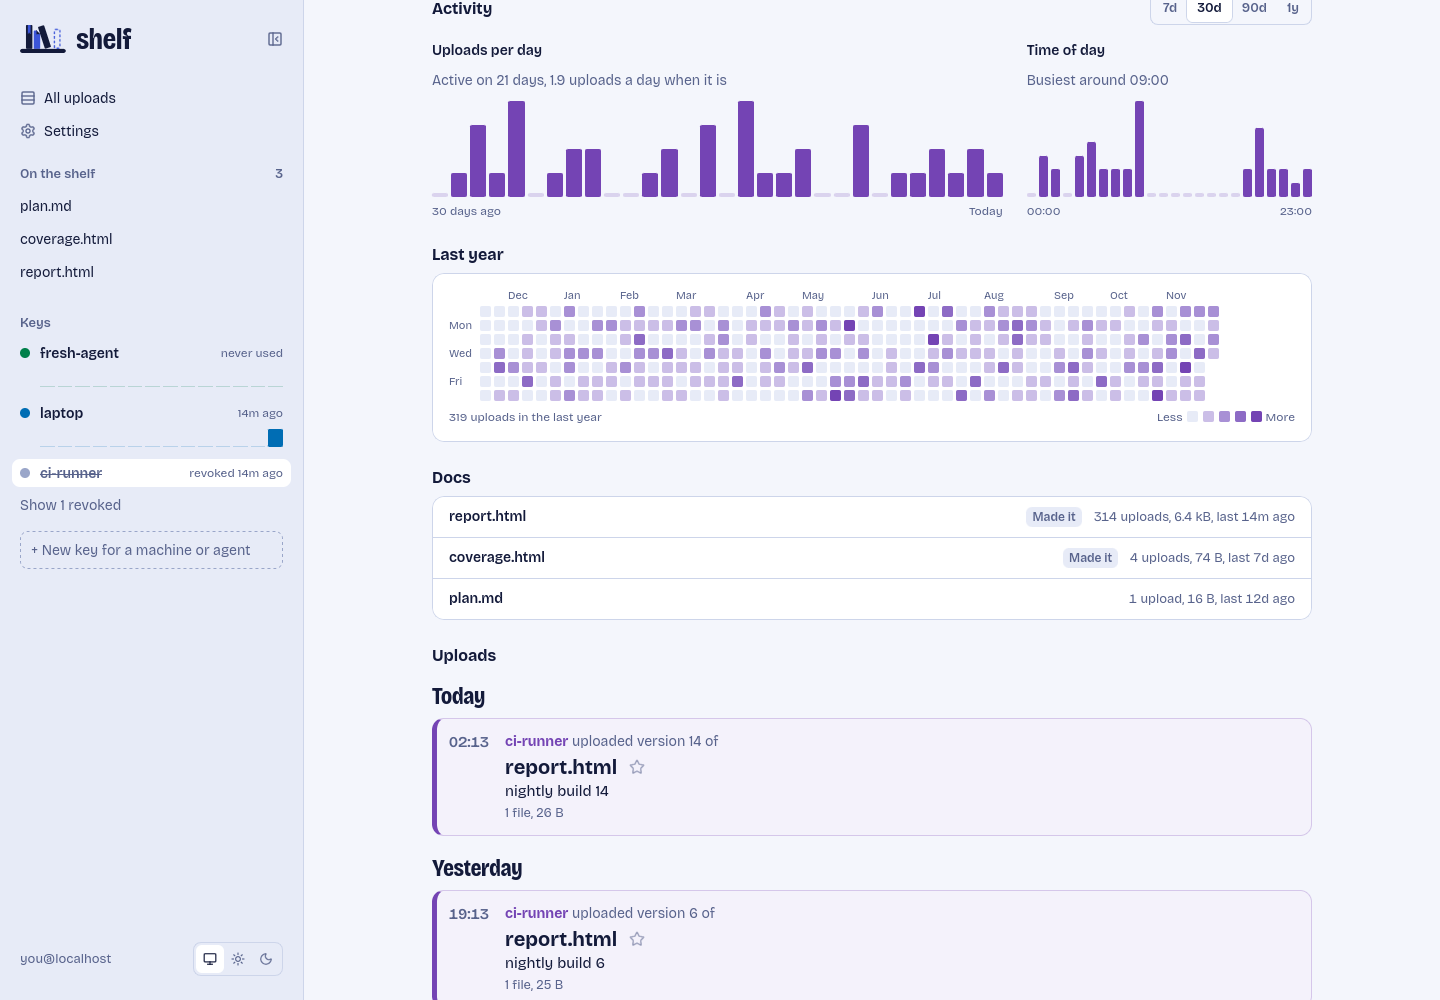 shelf
All uploads
Settings
On the shelf 3
plan.md
coverage.html
report.html
Keys
fresh-agent never used
laptop 14m ago
ci-runner revoked 14m ago
Show 1 revoked
+ New key for a machine or agent
you@localhost
Activity 7d 30d 90d 1y
Uploads per day
Active on 21 days, 1.9 uploads a day when it is
30 days ago Today
Time of day
Busiest around 09:00
00:00 23:00
Last year
Dec Jan Feb Mar Apr May Jun Jul Aug Sep Oct Nov
Mon
Wed
Fri
319 uploads in the last year Less More
Docs
report.html Made it 314 uploads, 6.4 kB, last 14m ago
coverage.html Made it 4 uploads, 74 B, last 7d ago
plan.md 1 upload, 16 B, last 12d ago
Uploads
Today
02:13 ci-runner uploaded version 14 of
report.html
nightly build 14
1 file, 26 B
Yesterday
19:13 ci-runner uploaded version 6 of
report.html
nightly build 6
1 file, 25 B